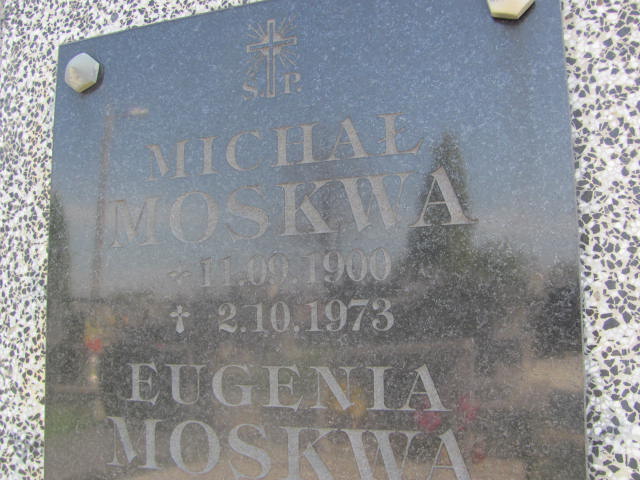 Ś. P.
MICHAŁ
MOSKWA
* 11.09.1900
† 2.10.1973
EUGENIA
MOSKWA